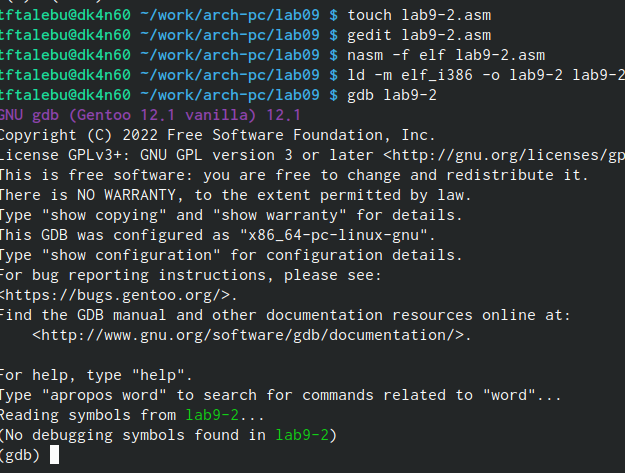 tftalebu@dk4n60 ~/work/arch-pc/lab09 $ touch lab9-2.asm
tftalebu@dk4n60 ~/work/arch-pc/lab09 $ gedit lab9-2.asm
tftalebu@dk4n60 ~/work/arch-pc/lab09 $ nasm -f elf lab9-2.asm
tftalebu@dk4n60 ~/work/arch-pc/lab09 $ ld -m elf_i386 -o lab9-2 lab9-2
tftalebu@dk4n60 ~/work/arch-pc/lab09 $ gdb lab9-2
GNU gdb (Gentoo 12.1 vanilla) 12.1
Copyright (C) 2022 Free Software Foundation, Inc.
License GPLv3+: GNU GPL version 3 or later <http://gnu.org/licenses/gp
This is free software: you are free to change and redistribute it.
There is NO WARRANTY, to the extent permitted by law.
Type "show copying" and "show warranty" for details.
This GDB was configured as "x86_64-pc-linux-gnu".
Type "show configuration" for configuration details.
For bug reporting instructions, please see:
<https://bugs.gentoo.org/>.
Find the GDB manual and other documentation resources online at:
    <http://www.gnu.org/software/gdb/documentation/>.

For help, type "help".
Type "apropos word" to search for commands related to "word"...
Reading symbols from lab9-2...
(No debugging symbols found in lab9-2)
(gdb)